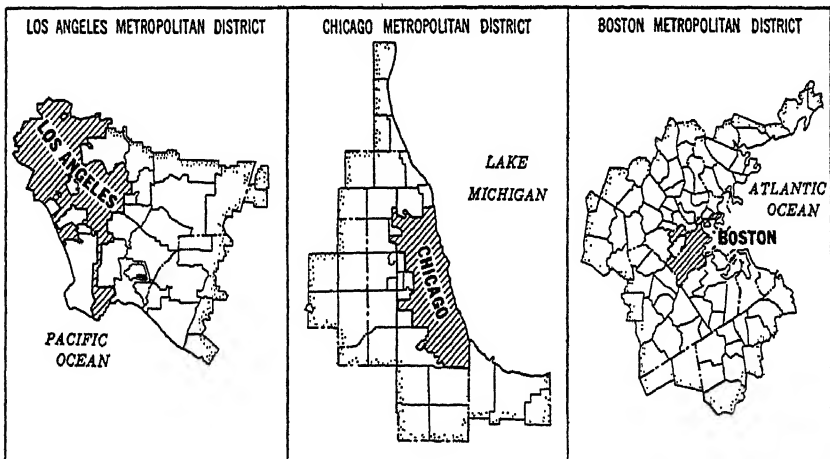 LOS ANGELES METROPOLITAN DISTRICT
LOS ANGELES
PACIFIC
OCEAN
CHICAGO METROPOLITAN DISTRICT
LAKE
MICHIGAN
CHICAGO
BOSTON METROPOLITAN DISTRICT
ATLANTIC
OCEAN
BOSTON